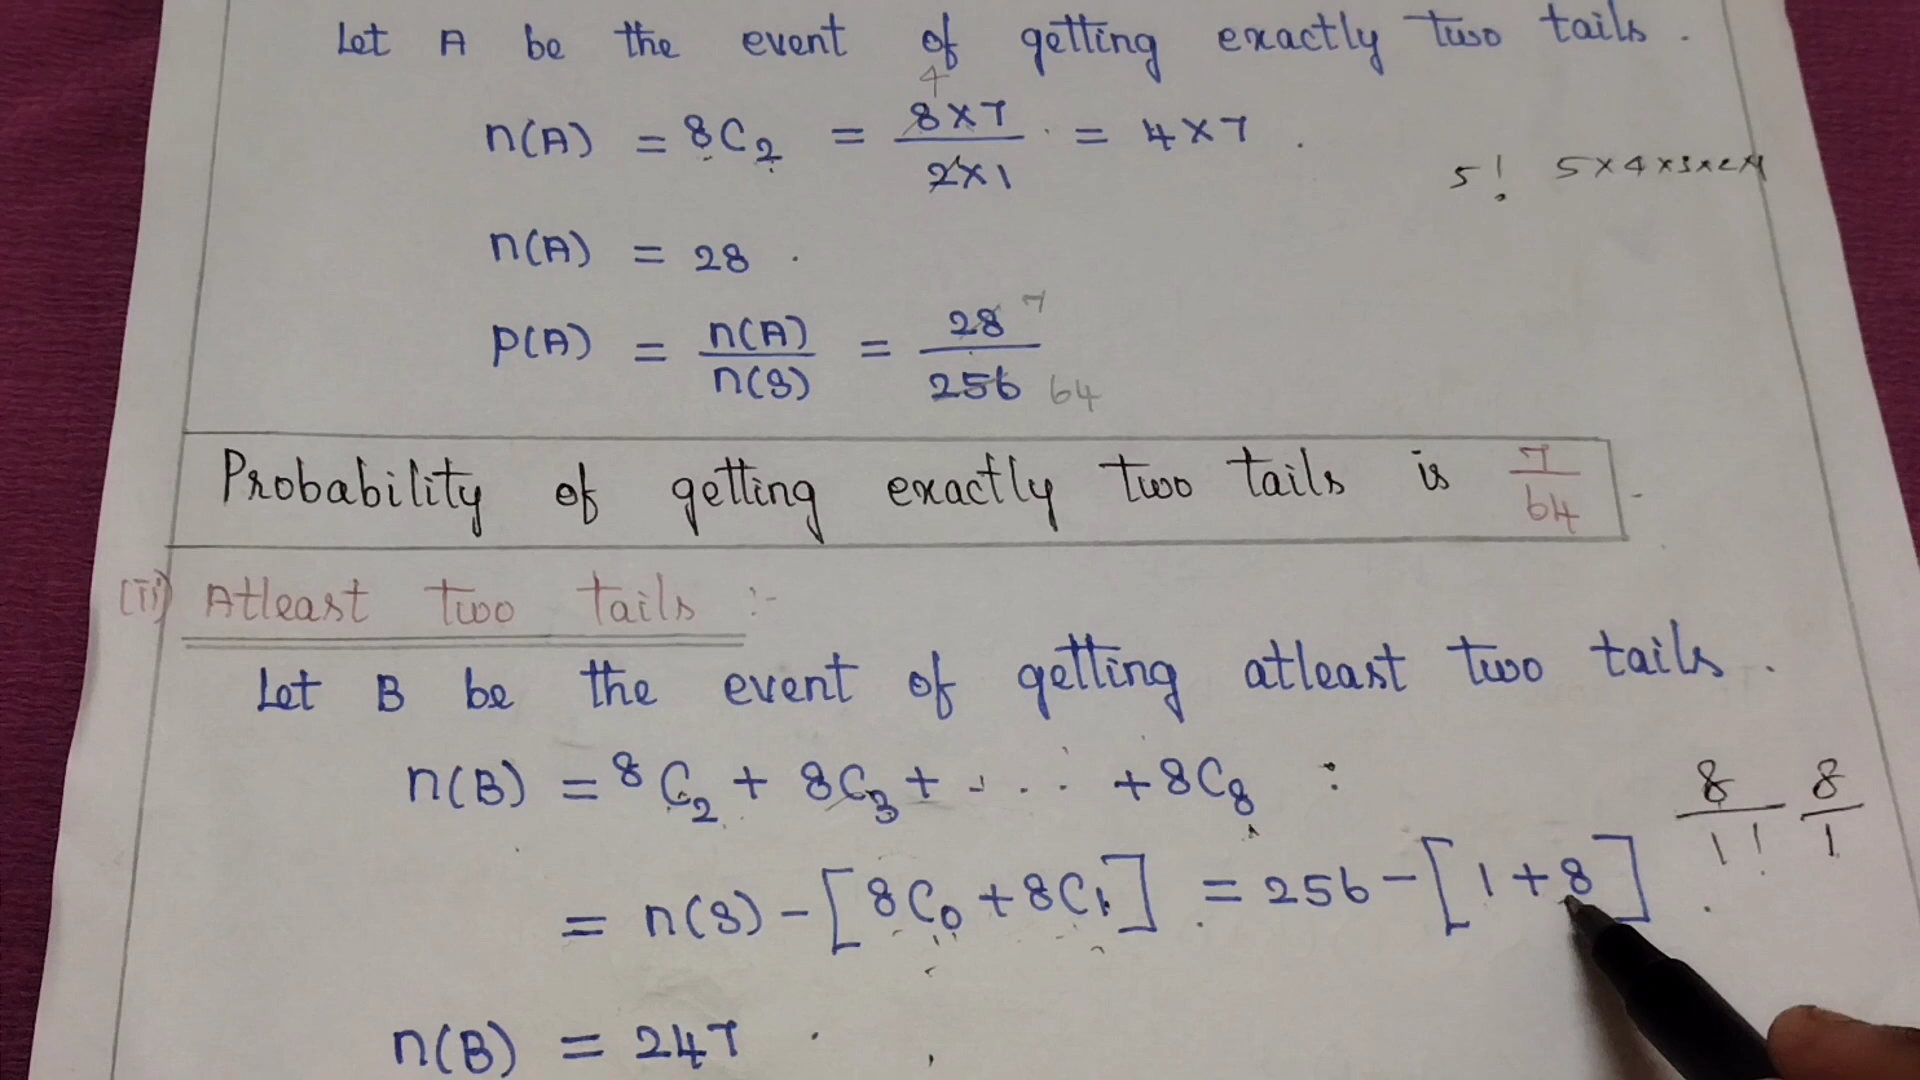 Let A be the event of getting exactly two tails.
n(A) = 8C2 = 8×7 / 2×1 = 4×7.
4
5! 5×4×3×2×1
n(A) = 28.
P(A) = n(A) / n(S) = 28 / 256
7
64
Probability of getting exactly two tails is 7/64
(ii) Atleast two tails :-
Let B be the event of getting atleast two tails.
n(B) = 8C2 + 8C3 + .... + 8C8 :
8/1! 8/1
= n(S) - [8C0 + 8C1] = 256 - [1+8].
n(B) = 247.